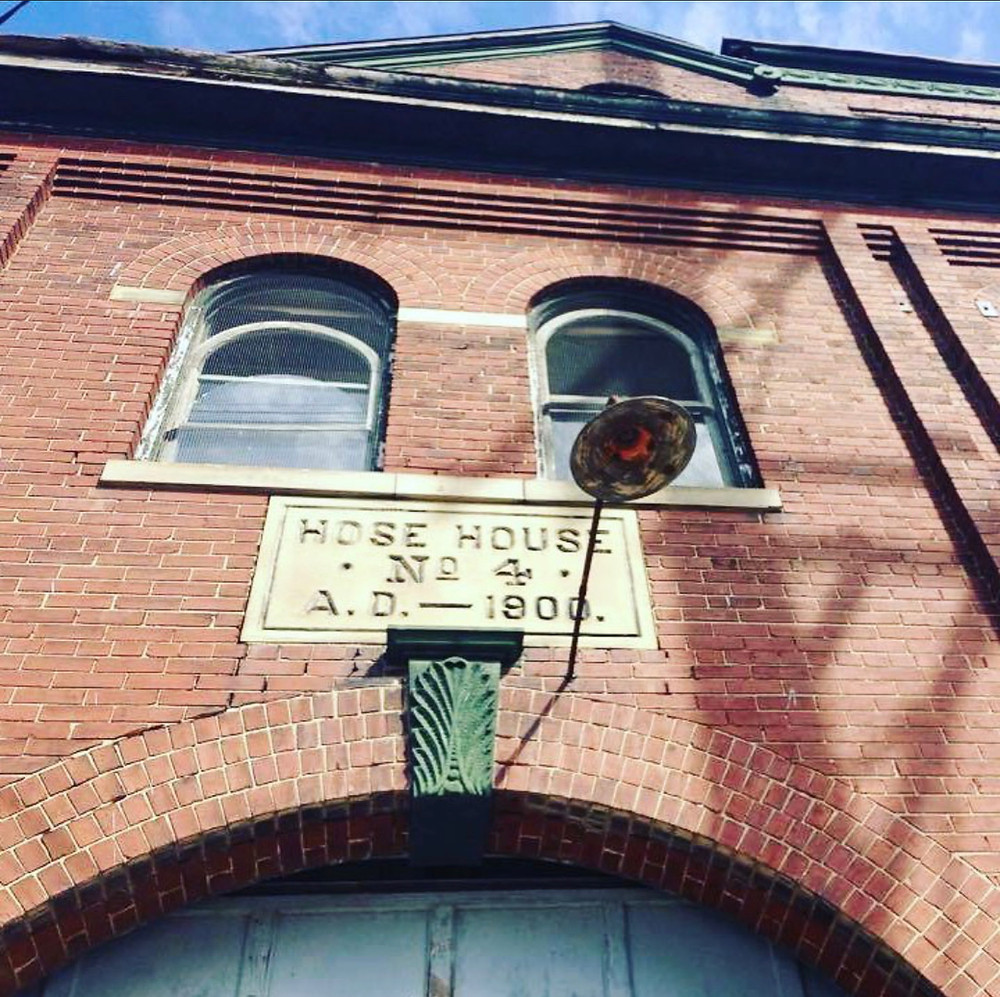 HOSE HOUSE
· Nº 4 ·
A.D.—1900.